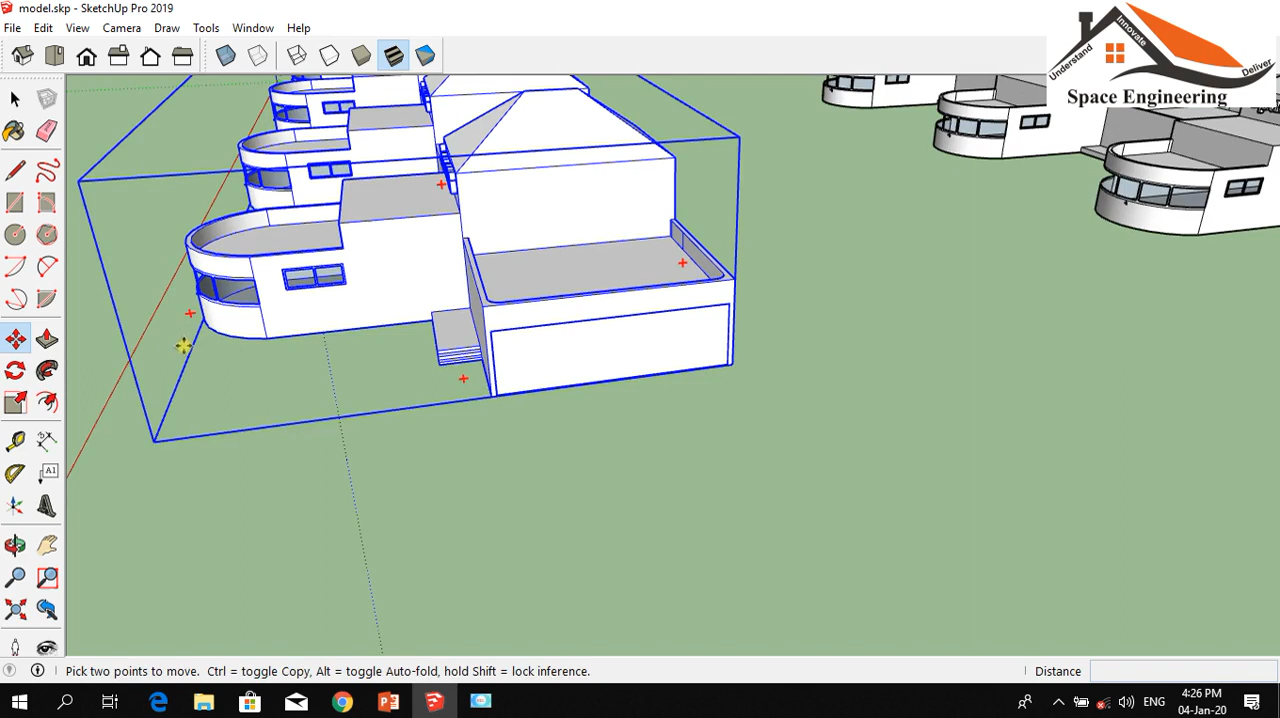 model.skp - SketchUp Pro 2019
File Edit View Camera Draw Tools Window Help
Understand
Innovate
Deliver
Space Engineering
A1
Pick two points to move. Ctrl = toggle Copy, Alt = toggle Auto-fold, hold Shift = lock inference.
Distance
ENG
4:26 PM
04-Jan-20